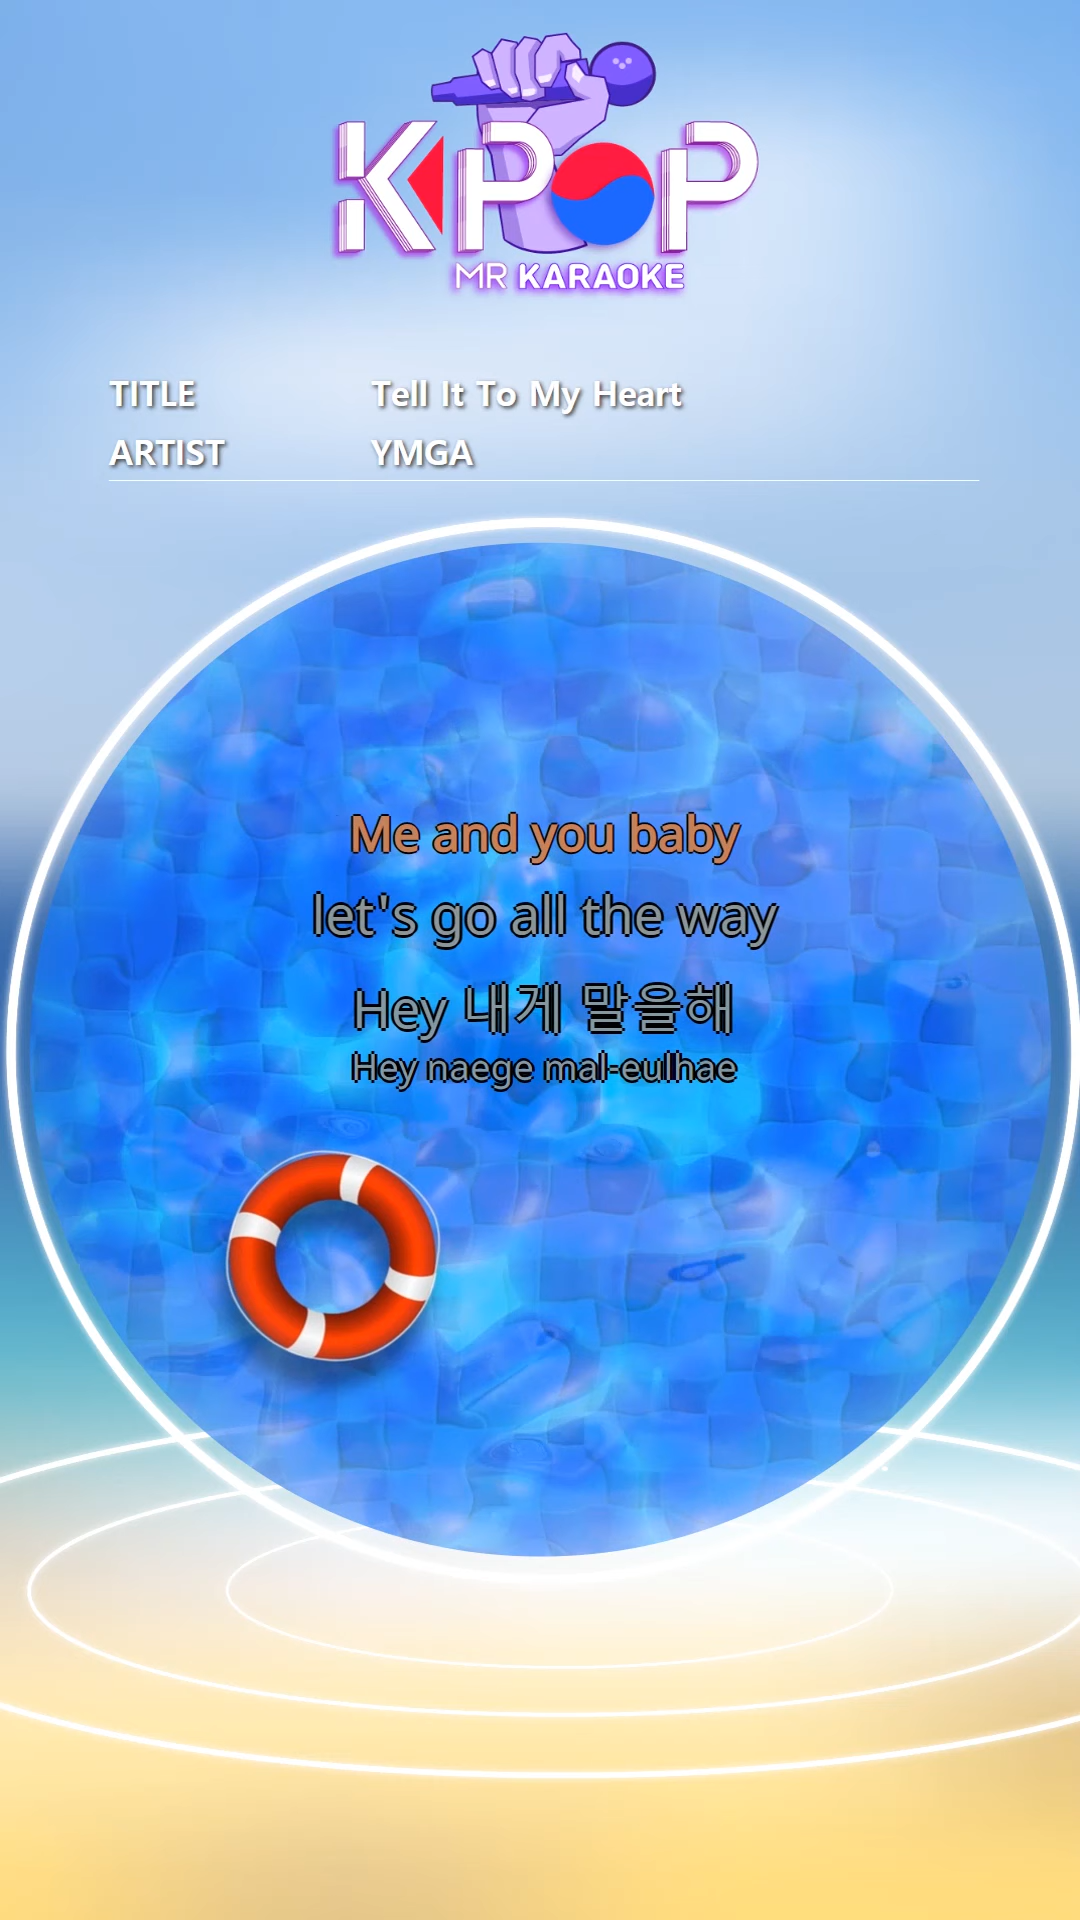 KPOP
MR KARAOKE
TITLE Tell It To My Heart
ARTIST YMGA
Me and you baby
let's go all the way
Hey 내게 말을해
Hey naege mal-eulhae